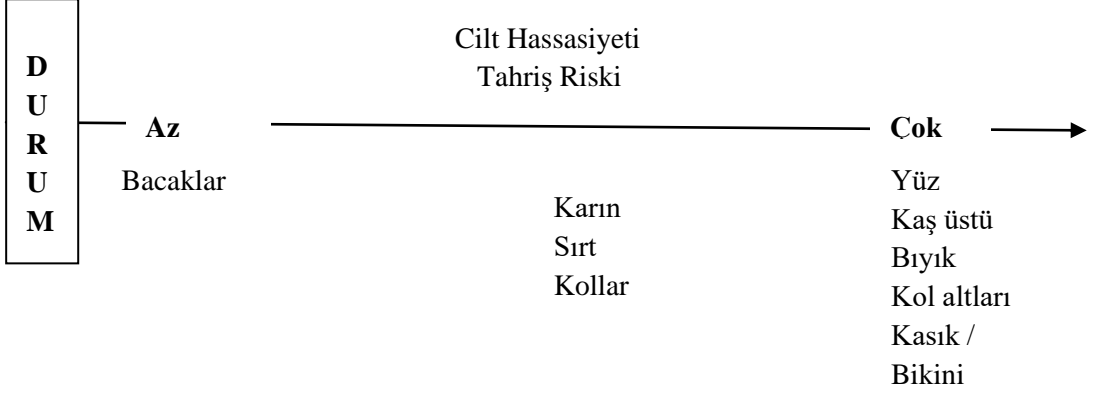 Cilt Hassasiyeti
Tahriş Riski
D
U
R
U
M
Az
Çok
Bacaklar
Karın
Sırt
Kollar
Yüz
Kaş üstü
Bıyık
Kol altları
Kasık /
Bikini